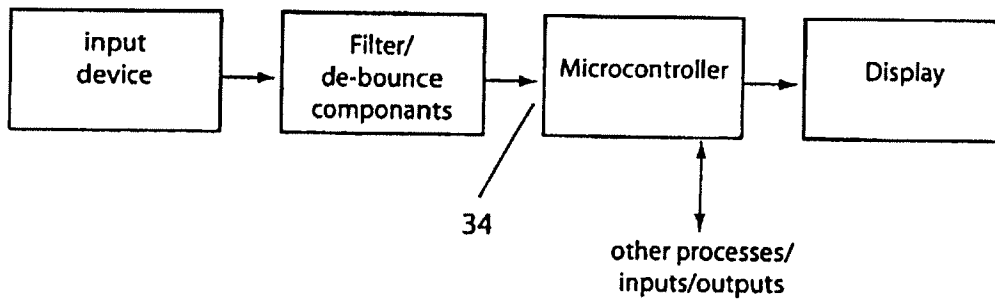 input
device
Filter/
de-bounce
componants
Microcontroller
Display
34
other processes/
inputs/outputs